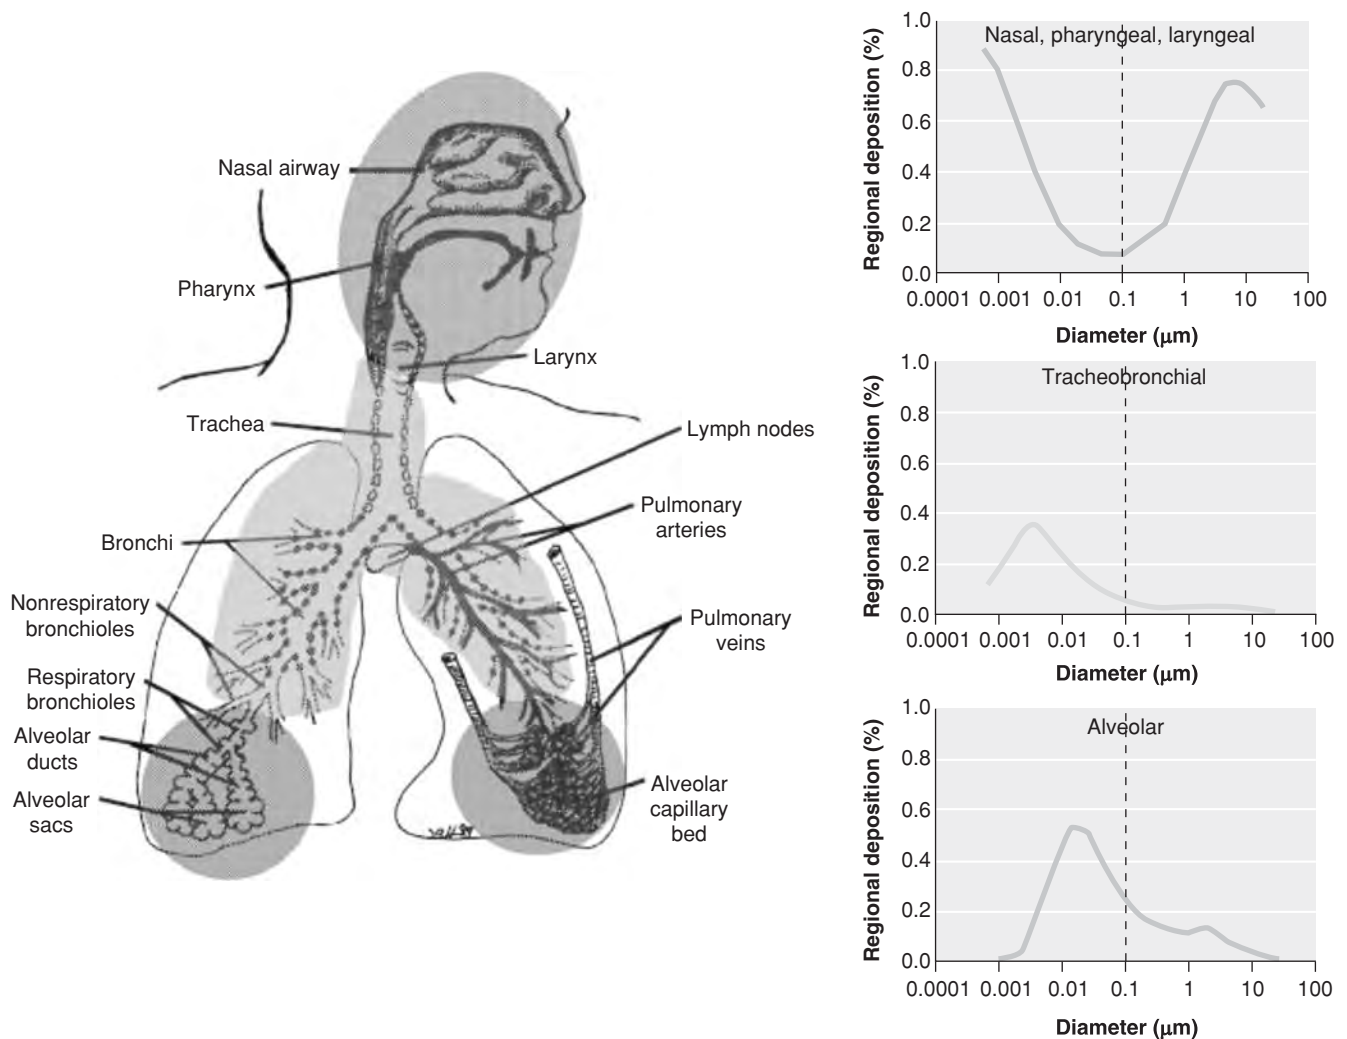 Nasal airway
Pharynx
Larynx
Trachea
Lymph nodes
Pulmonary
arteries
Bronchi
Nonrespiratory
bronchioles
Pulmonary
veins
Respiratory
bronchioles
Alveolar
ducts
Alveolar
sacs
Alveolar
capillary
bed
Nasal, pharyngeal, laryngeal
Regional deposition (%)
1.0
0.8
0.6
0.4
0.2
0.0
0.0001 0.001 0.01 0.1 1 10 100
Diameter (μm)
Tracheobronchial
Regional deposition (%)
1.0
0.8
0.6
0.4
0.2
0.0
0.0001 0.001 0.01 0.1 1 10 100
Diameter (μm)
Alveolar
Regional deposition (%)
1.0
0.8
0.6
0.4
0.2
0.0
0.0001 0.001 0.01 0.1 1 10 100
Diameter (μm)